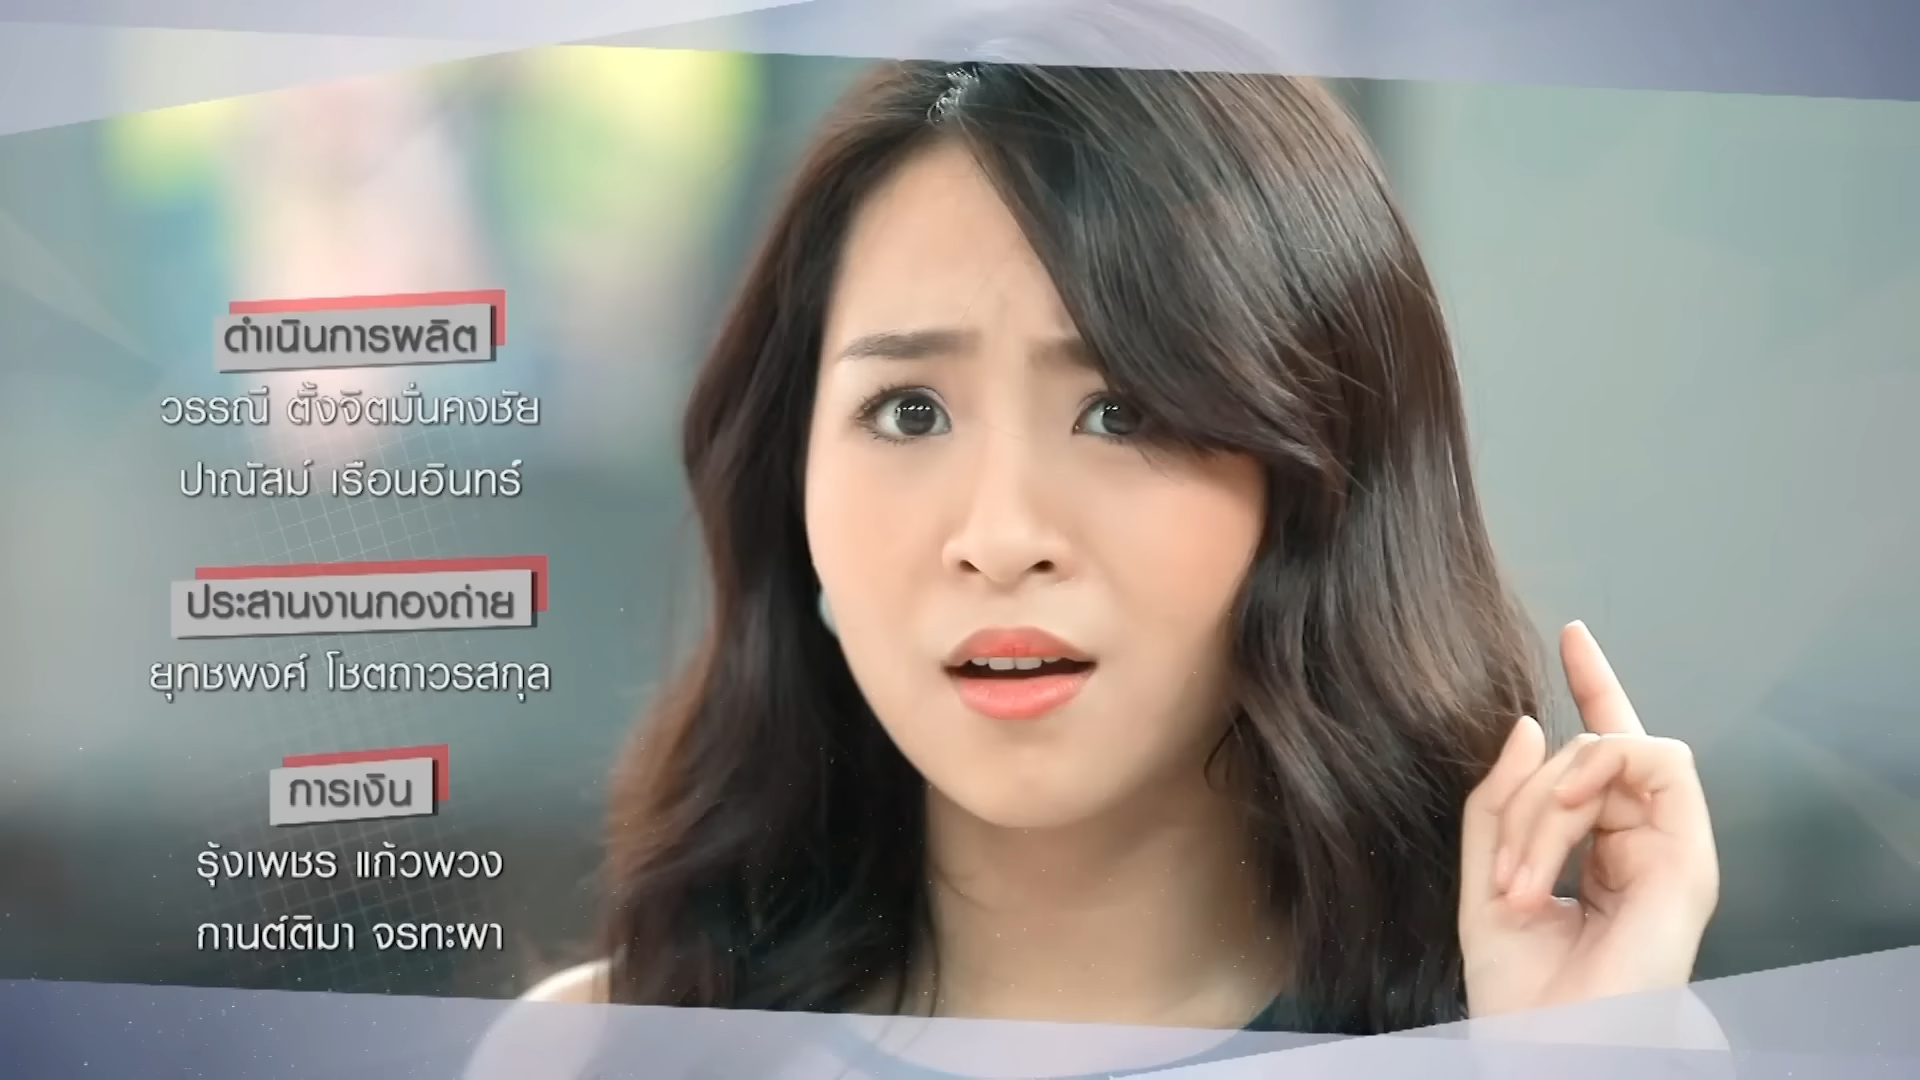 ดำเนินการผลิต
วรรณี ตั้งจิตมั่นคงชัย
ปาณัสม์ เรือนอินทร์
ประสานงานกองถ่าย
ยุทธพงศ์ โชตถาวรสกุล
การเงิน
รุ้งเพชร แก้วพวง
กานต์ติมา จรทะผา